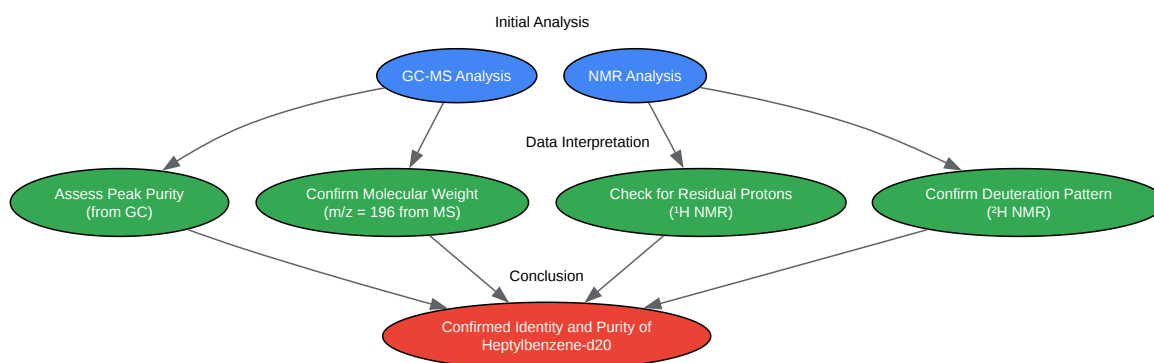 Initial Analysis
GC-MS Analysis
NMR Analysis
Data Interpretation
Assess Peak Purity
(from GC)
Confirm Molecular Weight
(m/z = 196 from MS)
Check for Residual Protons
(¹H NMR)
Confirm Deuteration Pattern
(²H NMR)
Conclusion
Confirmed Identity and Purity of
Heptylbenzene-d20